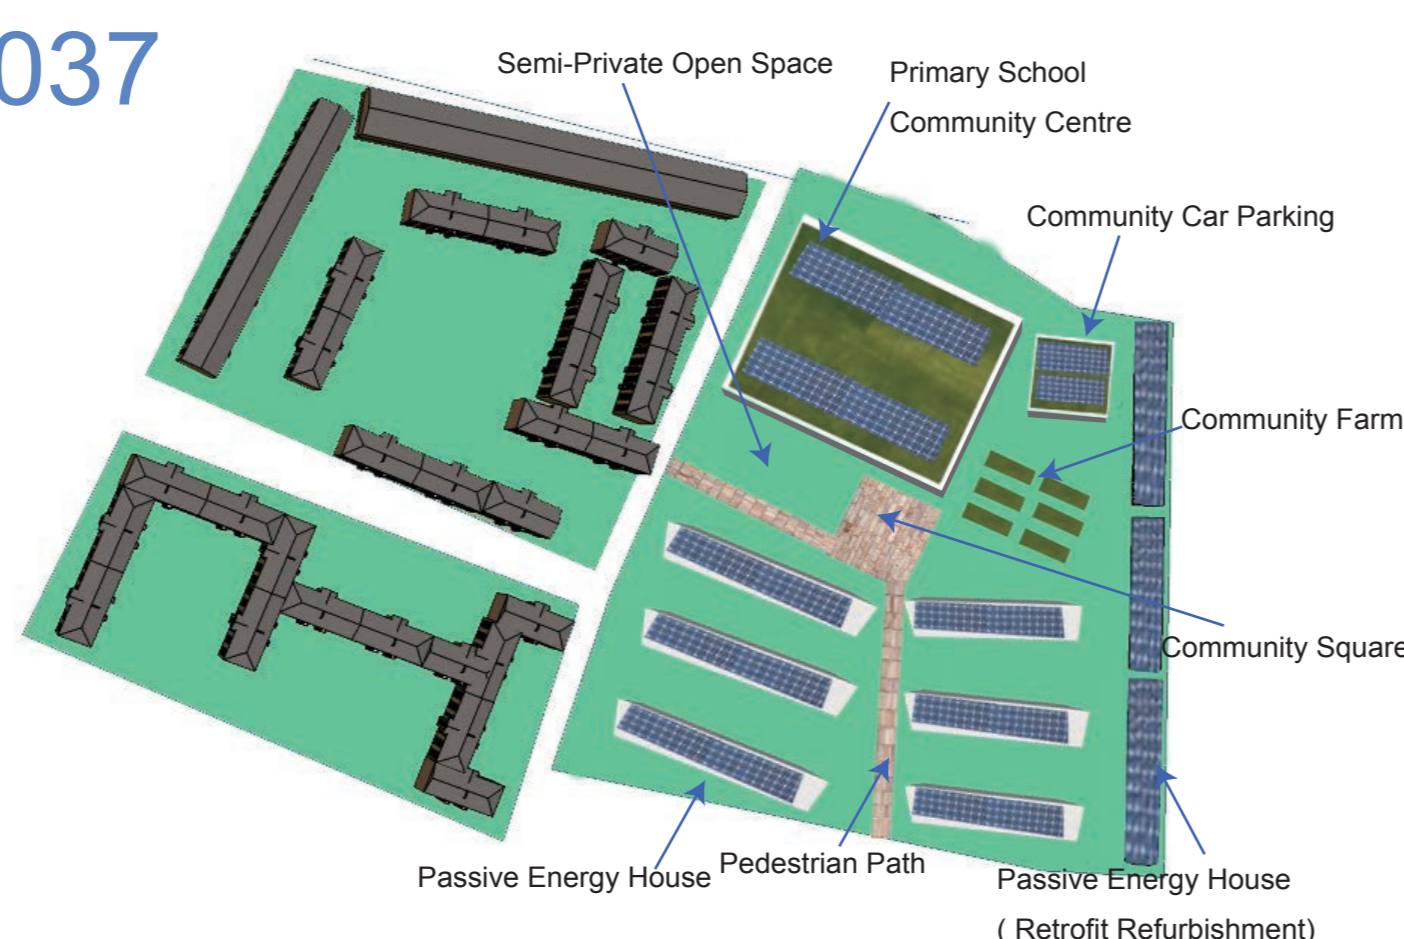 037
Semi-Private Open Space
Primary School
Community Centre
Community Car Parking
Community Farm
Community Square
Passive Energy House
Pedestrian Path
Passive Energy House
( Retrofit Refurbishment)